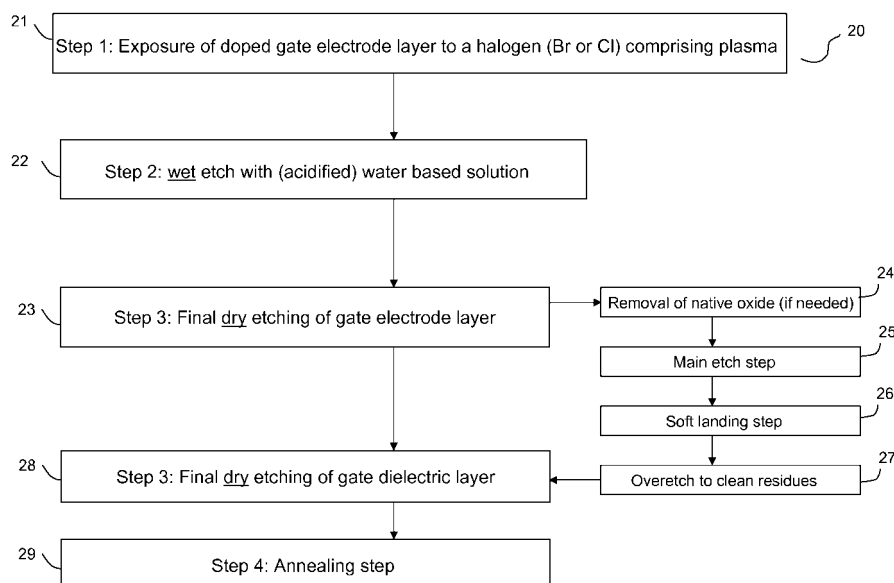 21
Step 1: Exposure of doped gate electrode layer to a halogen (Br or Cl) comprising plasma
20
22
Step 2: wet etch with (acidified) water based solution
23
Step 3: Final dry etching of gate electrode layer
24
Removal of native oxide (if needed)
25
Main etch step
26
Soft landing step
27
Overetch to clean residues
28
Step 3: Final dry etching of gate dielectric layer
29
Step 4: Annealing step